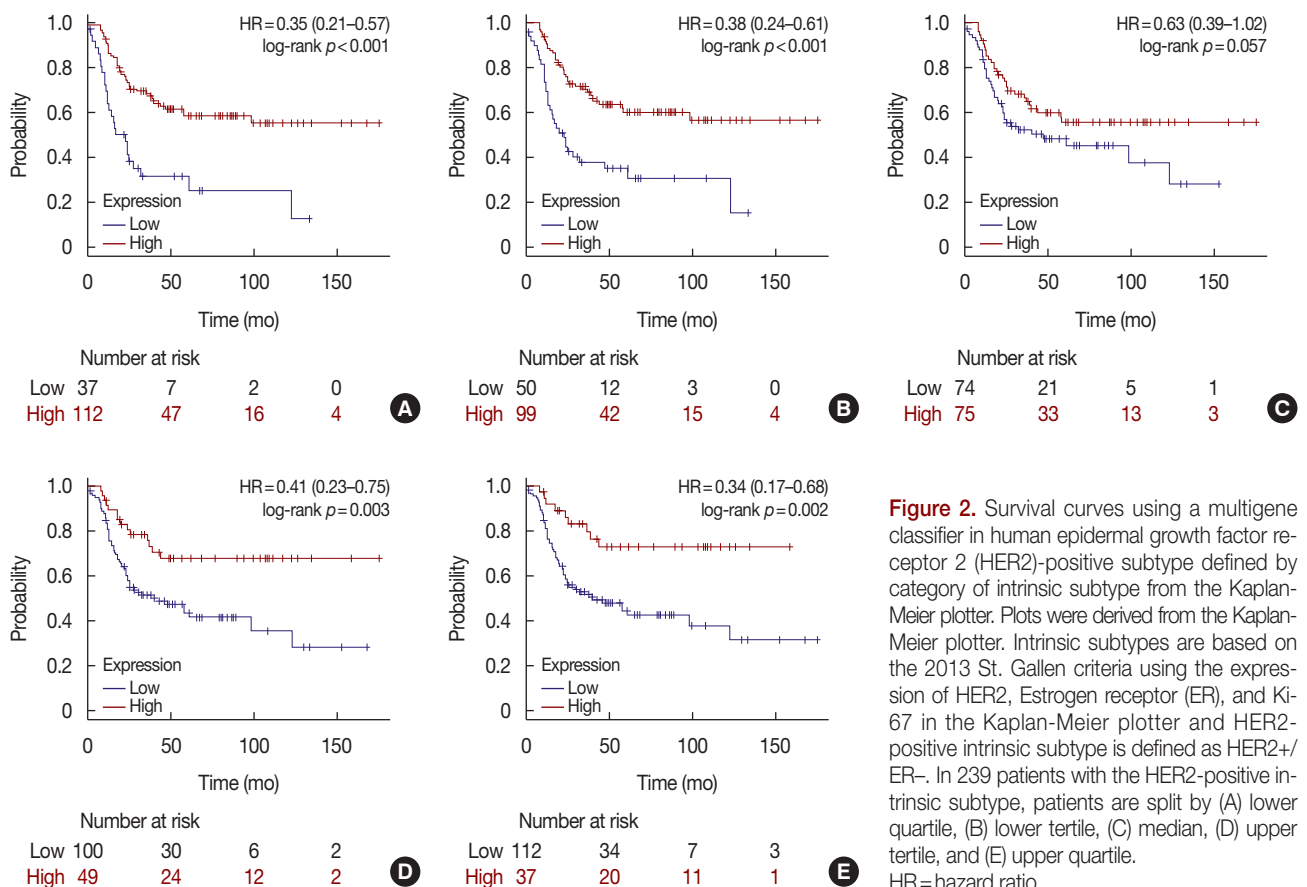 HR=0.35 (0.21–0.57)
log-rank p<0.001
1.0
0.8
0.6
0.4
0.2
0
Probability
Expression
Low
High
0 50 100 150
Time (mo)
Number at risk
Low 37 7 2 0
High 112 47 16 4
A
HR=0.38 (0.24–0.61)
log-rank p<0.001
1.0
0.8
0.6
0.4
0.2
0
Probability
Expression
Low
High
0 50 100 150
Time (mo)
Number at risk
Low 50 12 3 0
High 99 42 15 4
B
HR=0.63 (0.39–1.02)
log-rank p=0.057
1.0
0.8
0.6
0.4
0.2
0
Probability
Expression
Low
High
0 50 100 150
Time (mo)
Number at risk
Low 74 21 5 1
High 75 33 13 3
C
HR=0.41 (0.23–0.75)
log-rank p=0.003
1.0
0.8
0.6
0.4
0.2
0
Probability
Expression
Low
High
0 50 100 150
Time (mo)
Number at risk
Low 100 30 6 2
High 49 24 12 2
D
HR=0.34 (0.17–0.68)
log-rank p=0.002
1.0
0.8
0.6
0.4
0.2
0
Probability
Expression
Low
High
0 50 100 150
Time (mo)
Number at risk
Low 112 34 7 3
High 37 20 11 1
E
Figure 2. Survival curves using a multigene
classifier in human epidermal growth factor re-
ceptor 2 (HER2)-positive subtype defined by
category of intrinsic subtype from the Kaplan-
Meier plotter. Plots were derived from the Kaplan-
Meier plotter. Intrinsic subtypes are based on
the 2013 St. Gallen criteria using the expres-
sion of HER2, Estrogen receptor (ER), and Ki-
67 in the Kaplan-Meier plotter and HER2-
positive intrinsic subtype is defined as HER2+/
ER–. In 239 patients with the HER2-positive in-
trinsic subtype, patients are split by (A) lower
quartile, (B) lower tertile, (C) median, (D) upper
tertile, and (E) upper quartile.
HR=hazard ratio